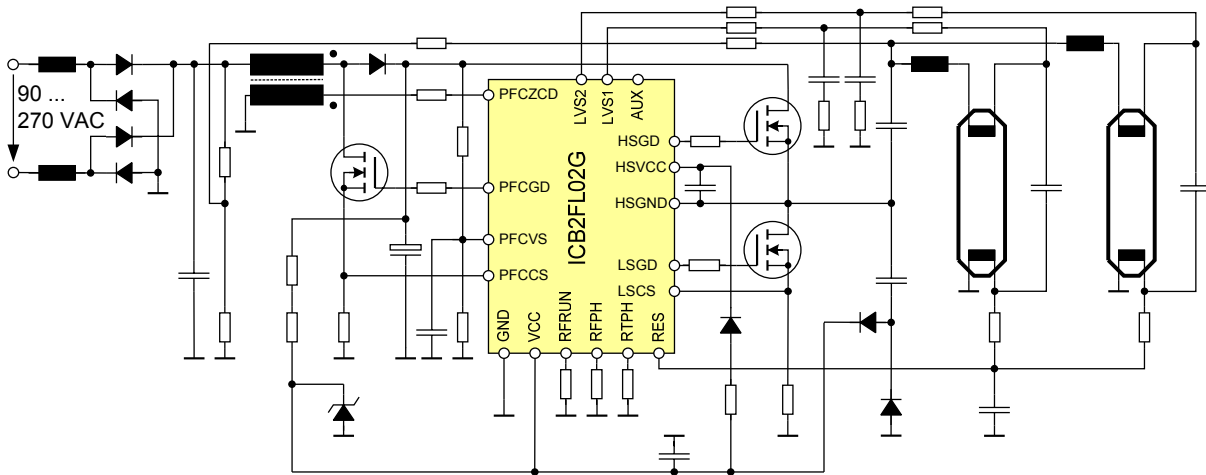 90 ...
270 VAC
PFCZCD
PFCGD
PFCVS
PFCCS
LVS2
LVS1
AUX
ICB2FL02G
HSGD
HSVCC
HSGND
LSGD
LSCS
GND
VCC
RFRUN
RFPH
RTPH
RES